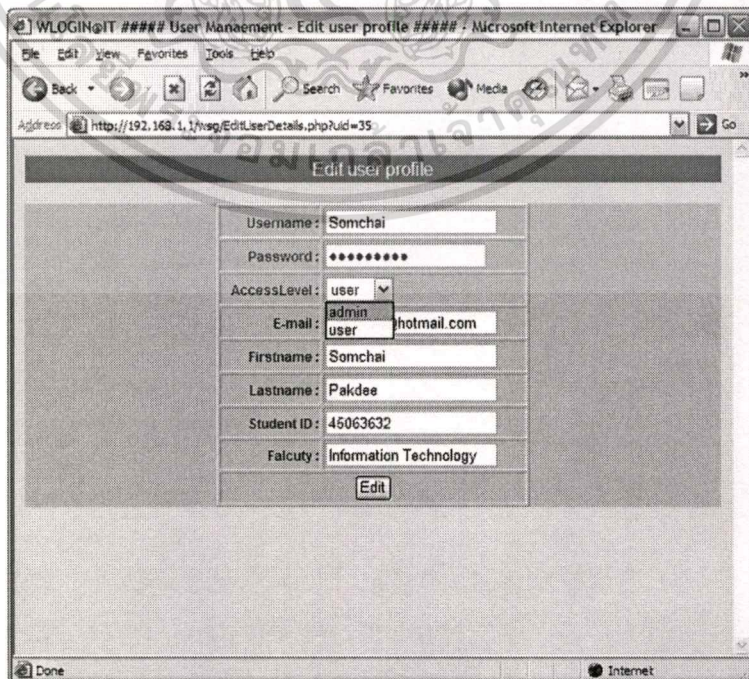 WLOGIN@IT ##### User Manaement - Edit user profile ##### - Microsoft Internet Explorer
File Edit View Favorites Tools Help
Back Search Favorites Media
Address http://192.168.1.1/wsg/EditUserDetails.php?uid=35 Go
Edit user profile
Username : Somchai
Password : •••••••••
AccessLevel : user
admin
user
E-mail : @hotmail.com
Firstname : Somchai
Lastname : Pakdee
Student ID : 45063632
Falcuty : Information Technology
Edit
Done Internet